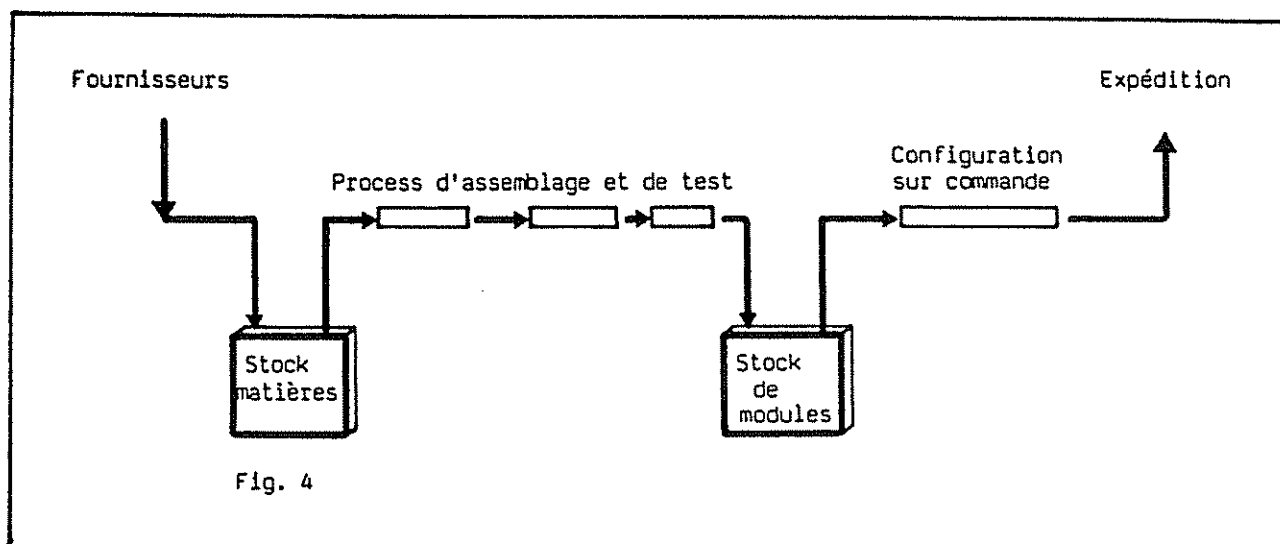 Fournisseurs
Expédition
Configuration
sur commande
Process d'assemblage et de test
Stock
matières
Stock
de
modules
Fig. 4